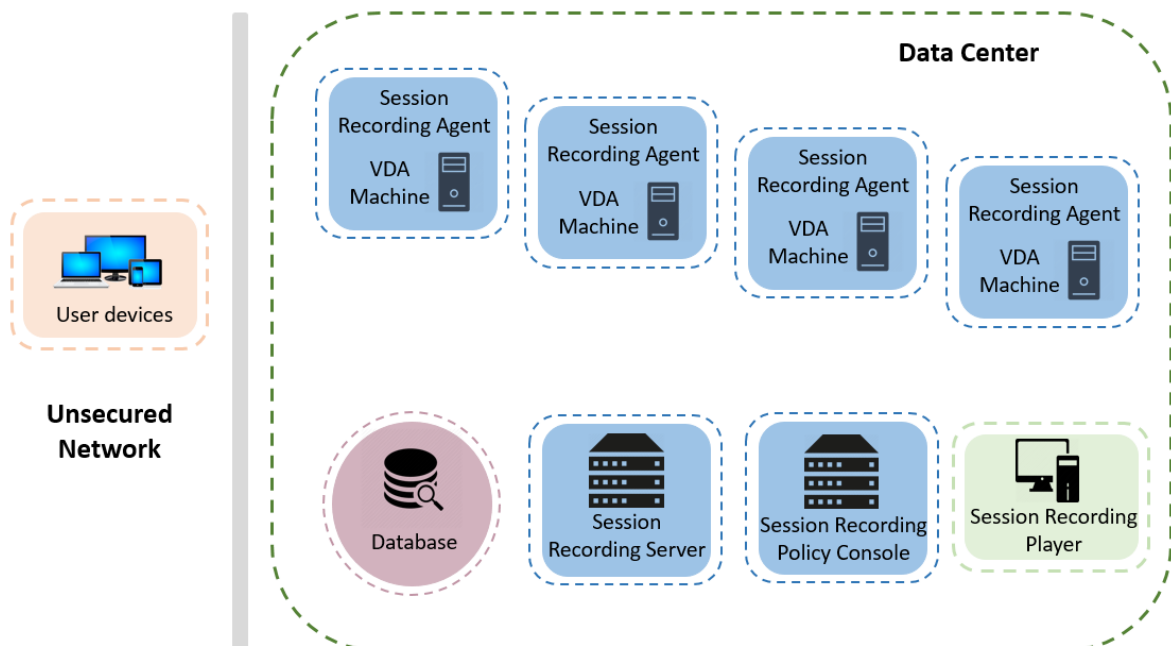 Data Center
Session
Recording Agent
VDA
Machine
Session
Recording Agent
VDA
Machine
Session
Recording Agent
VDA
Machine
Session
Recording Agent
VDA
Machine
User devices
Unsecured
Network
Database
Session
Recording Server
Session Recording
Policy Console
Session Recording
Player